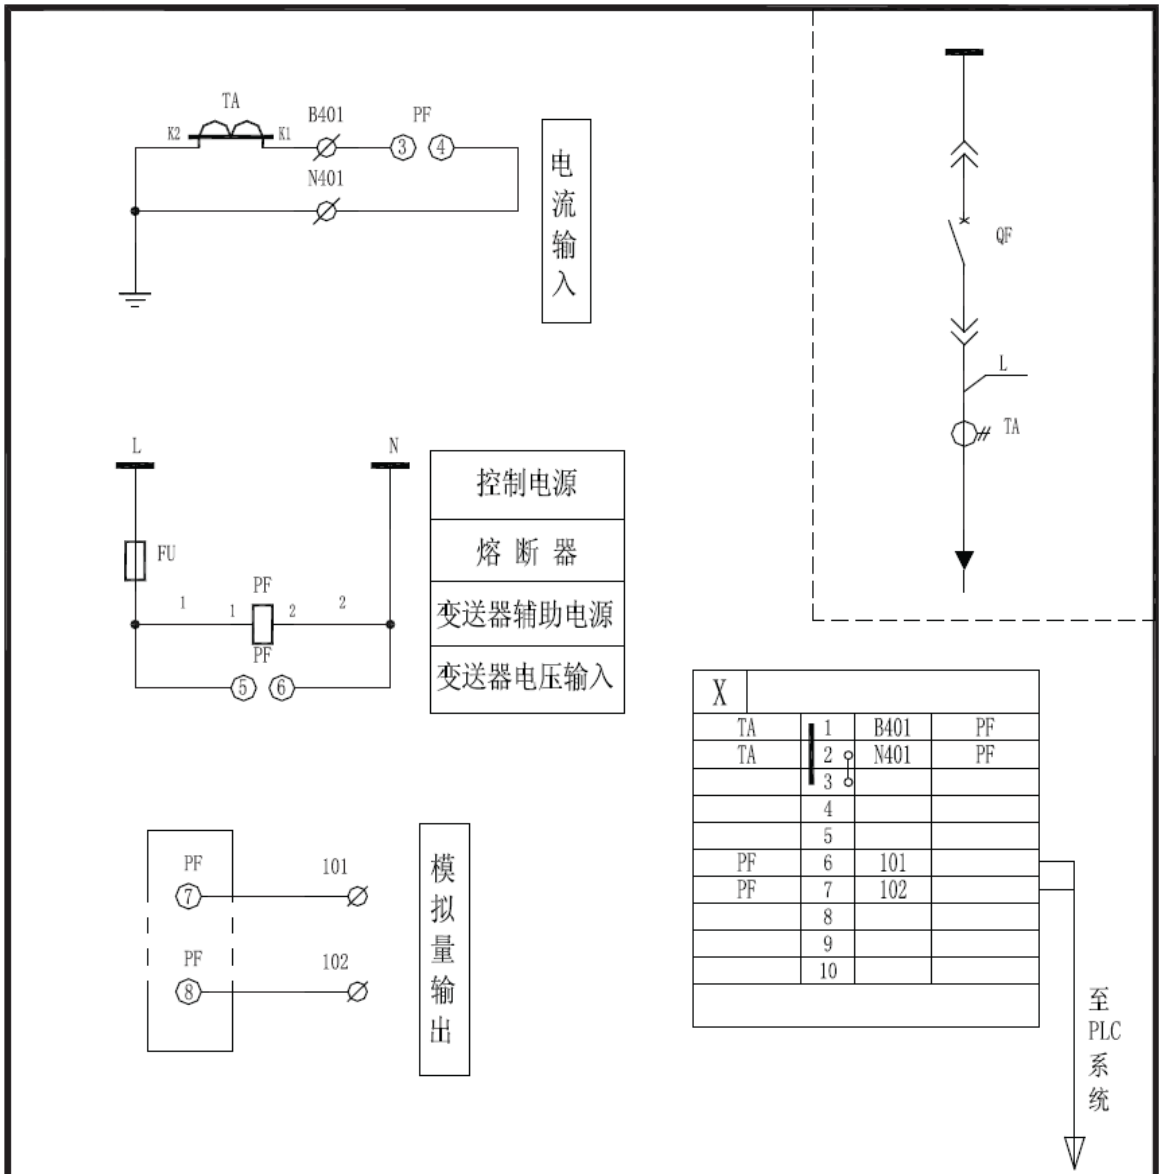 TA
K2
K1
B401
PF
3
4
N401
电流输入
QF
L
TA
L
N
FU
PF
1
1
2
2
PF
5
6
控制电源
熔断器
变送器辅助电源
变送器电压输入
X
TA 1 B401 PF
TA 2 N401 PF
3
4
5
PF 6 101
PF 7 102
8
9
10
PF
7
101
PF
8
102
模拟量输出
至PLC系统